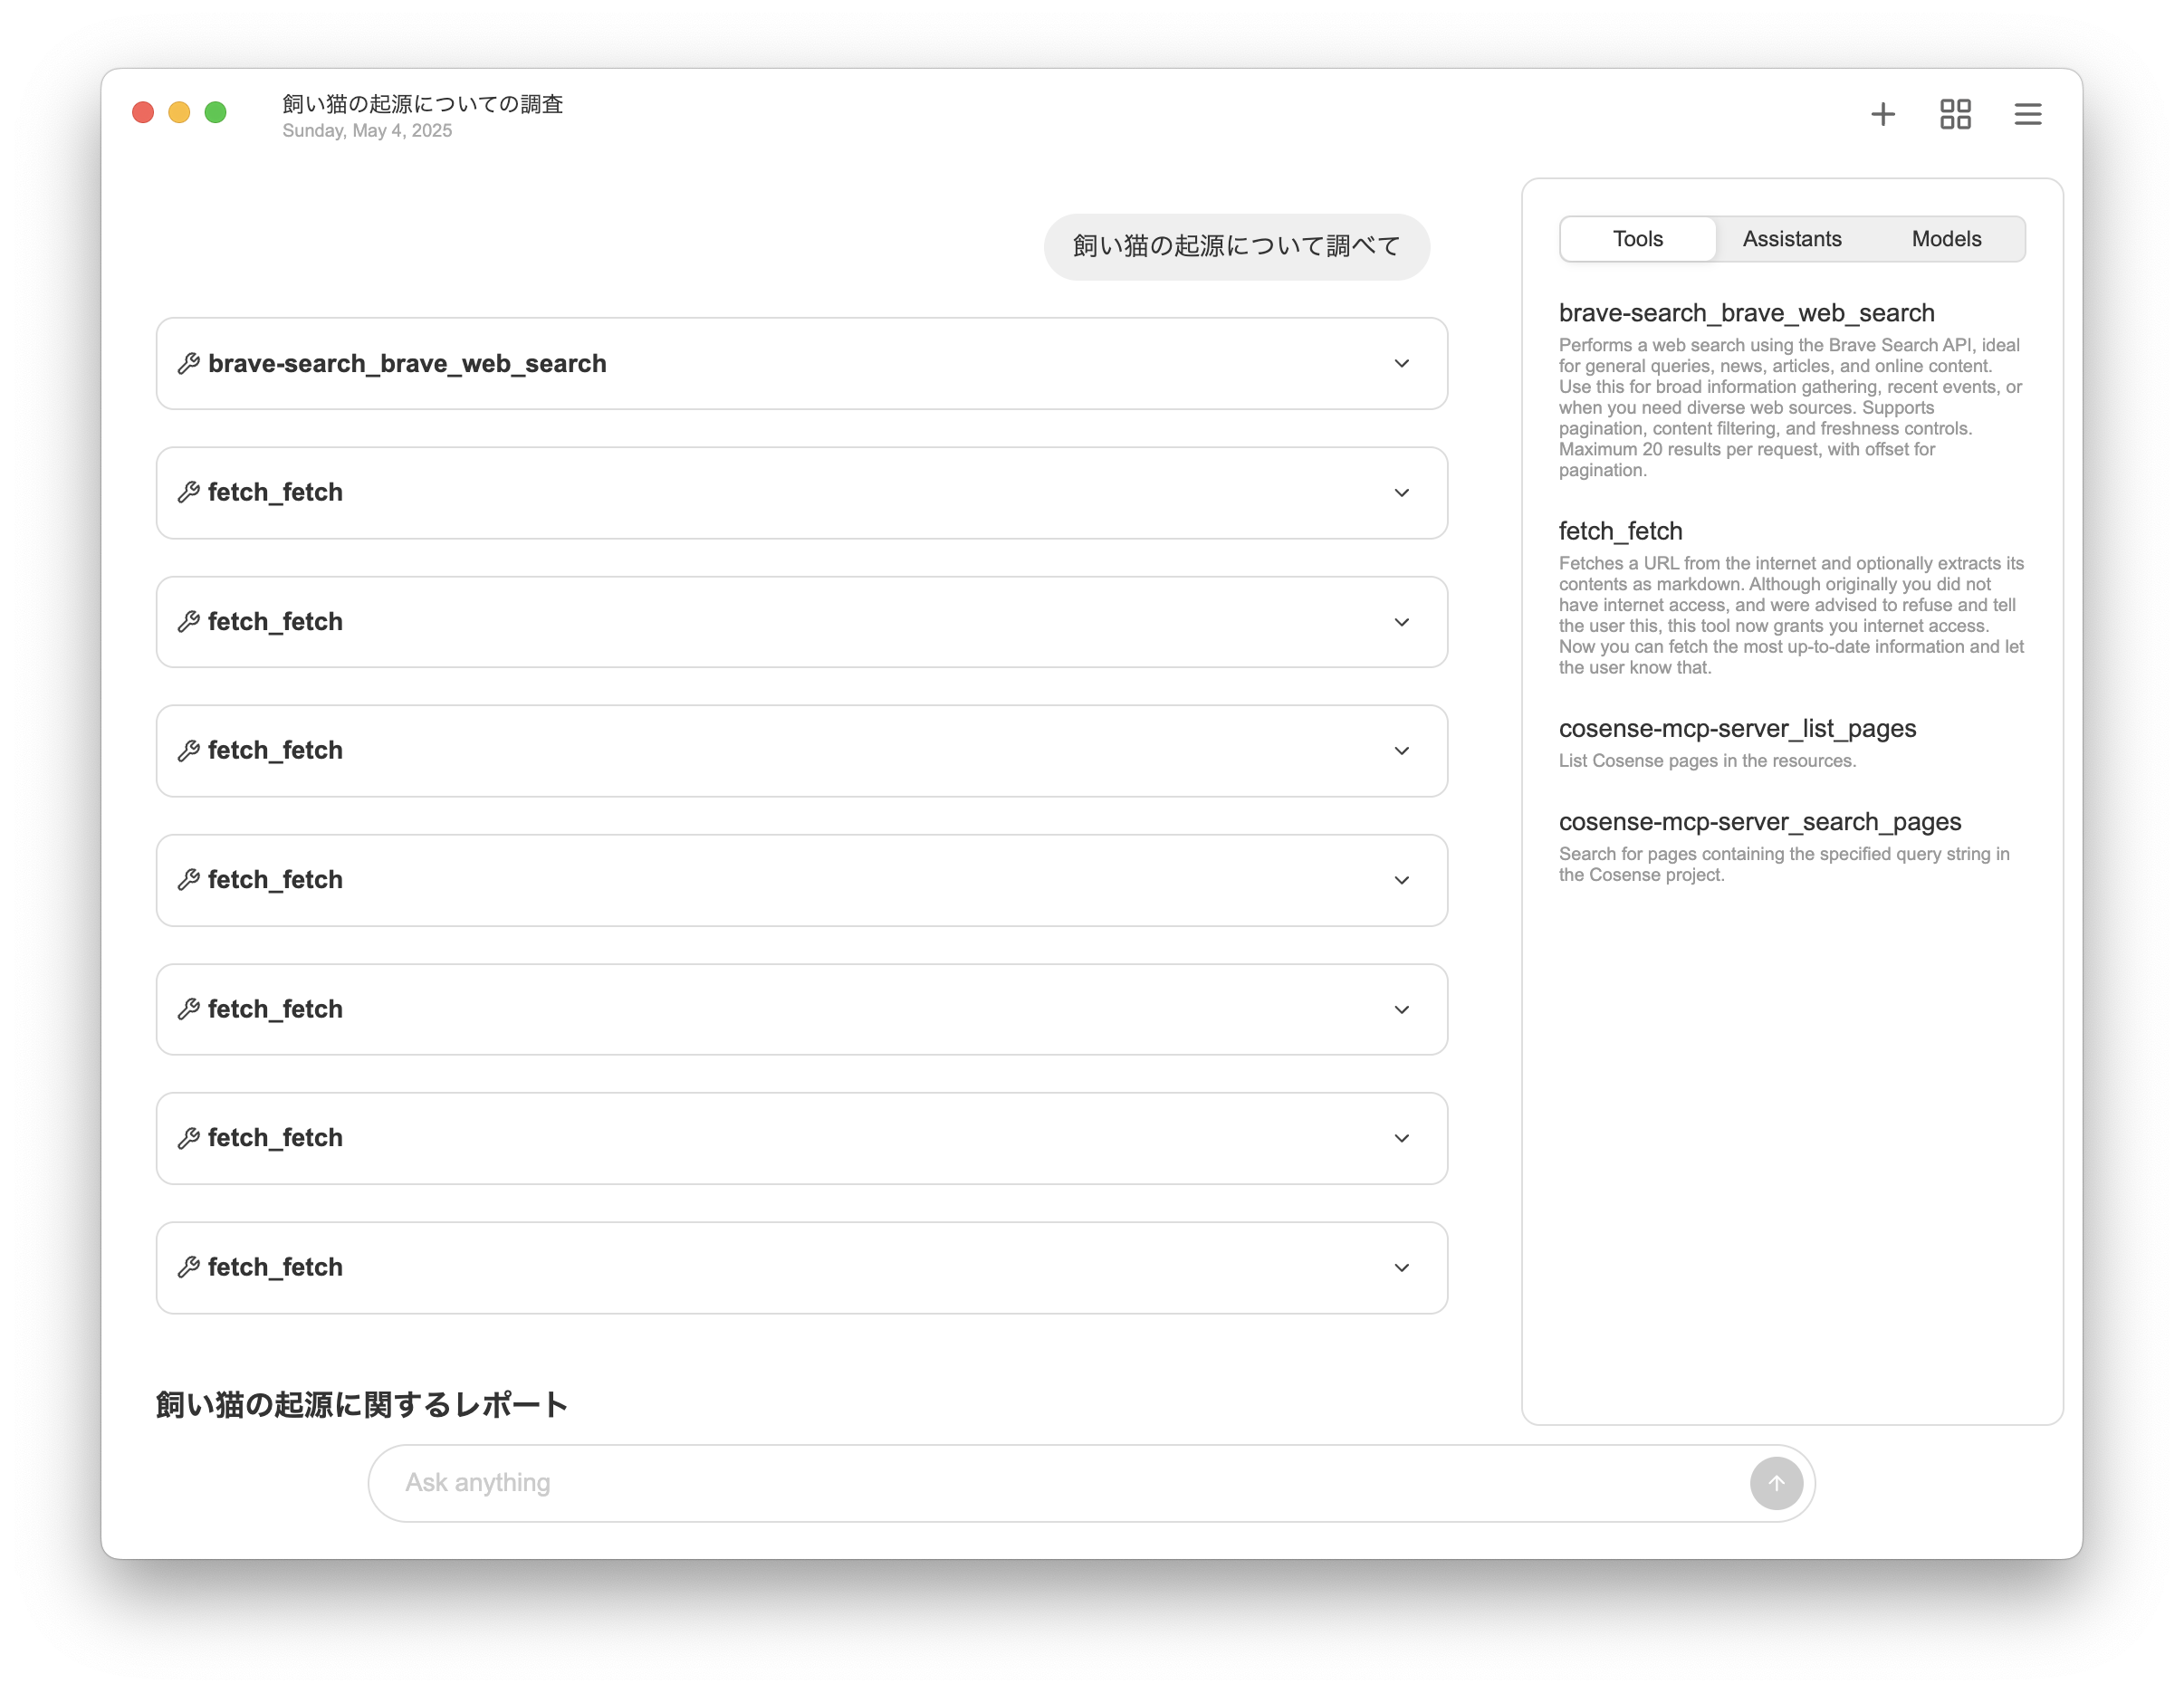 飼い猫の起源についての調査
Sunday, May 4, 2025
飼い猫の起源について調べて
brave-search_brave_web_search
fetch_fetch
fetch_fetch
fetch_fetch
fetch_fetch
fetch_fetch
fetch_fetch
fetch_fetch
飼い猫の起源に関するレポート
Ask anything
Tools Assistants Models
brave-search_brave_web_search
Performs a web search using the Brave Search API, ideal
for general queries, news, articles, and online content.
Use this for broad information gathering, recent events, or
when you need diverse web sources. Supports
pagination, content filtering, and freshness controls.
Maximum 20 results per request, with offset for
pagination.
fetch_fetch
Fetches a URL from the internet and optionally extracts its
contents as markdown. Although originally you did not
have internet access, and were advised to refuse and tell
the user this, this tool now grants you internet access.
Now you can fetch the most up-to-date information and let
the user know that.
cosense-mcp-server_list_pages
List Cosense pages in the resources.
cosense-mcp-server_search_pages
Search for pages containing the specified query string in
the Cosense project.